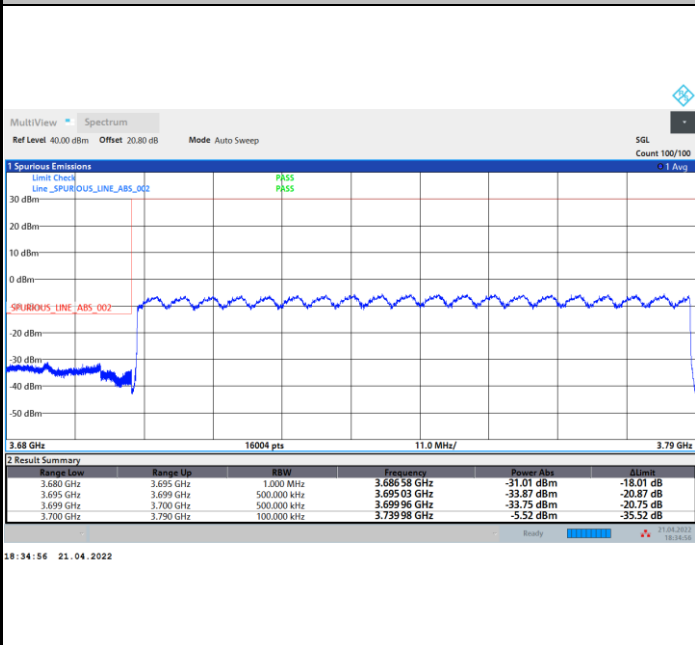 MultiView Spectrum
Ref Level 40.00 dBm Offset 20.80 dB Mode Auto Sweep SGL
Count 100/100
1 Spurious Emissions 1 Avg
Limit Check PASS
Line _SPURIOUS_LINE_ABS_002 PASS
30 dBm
20 dBm
10 dBm
0 dBm
SPURIOUS_LINE_ABS_002
-20 dBm
-30 dBm
-40 dBm
-50 dBm
3.68 GHz 16004 pts 11.0 MHz/ 3.79 GHz
2 Result Summary
Range Low Range Up RBW Frequency Power Abs ΔLimit
3.680 GHz 3.695 GHz 1.000 MHz 3.686 58 GHz -31.01 dBm -18.01 dB
3.695 GHz 3.699 GHz 500.000 kHz 3.695 03 GHz -33.87 dBm -20.87 dB
3.699 GHz 3.700 GHz 500.000 kHz 3.699 96 GHz -33.75 dBm -20.75 dB
3.700 GHz 3.790 GHz 100.000 kHz 3.739 98 GHz -5.52 dBm -35.52 dB
Ready 21.04.2022
18:34:56
18:34:56 21.04.2022